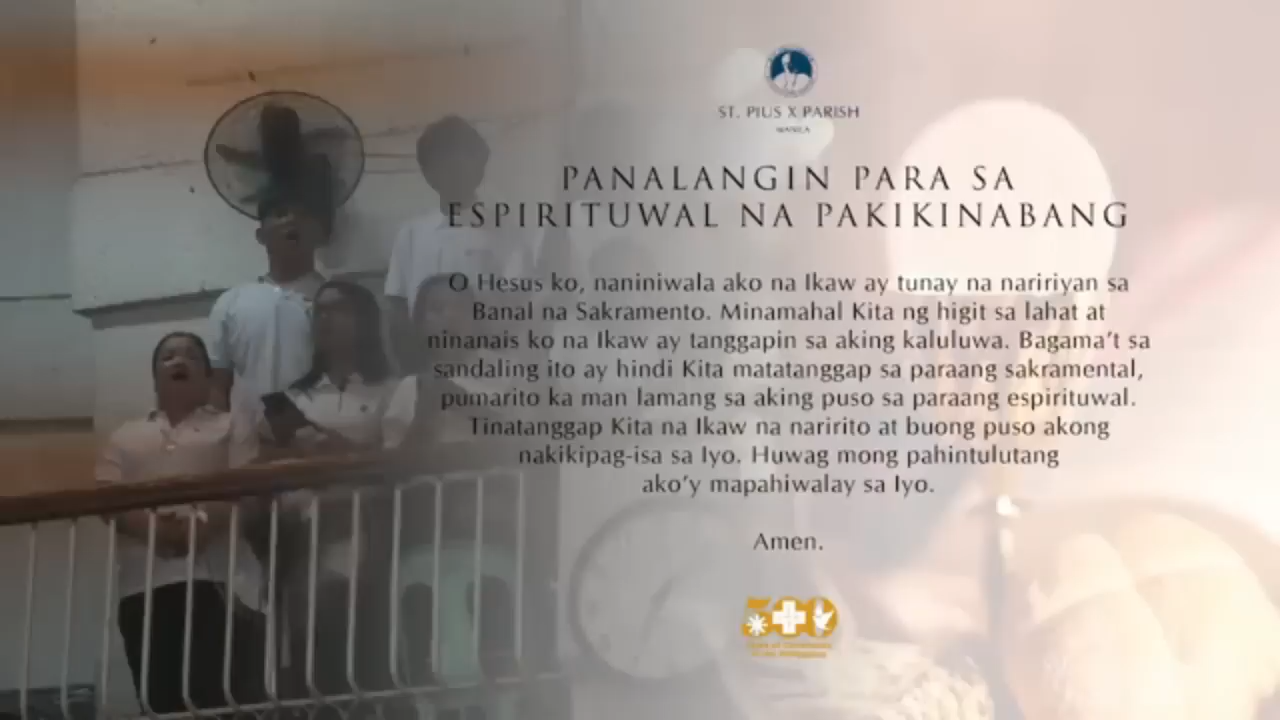 ST. PIUS X PARISH
MANILA
PANALANGIN PARA SA
ESPIRITUWAL NA PAKIKINABANG
O Hesus ko, naniniwala ako na Ikaw ay tunay na naririyan sa
Banal na Sakramento. Minamahal Kita ng higit sa lahat at
ninanais ko na Ikaw ay tanggapin sa aking kaluluwa. Bagama't sa
sandaling ito ay hindi Kita matatanggap sa paraang sakramental,
pumarito ka man lamang sa aking puso sa paraang espirituwal.
Tinatanggap Kita na Ikaw na naririto at buong puso akong
nakikipag-isa sa Iyo. Huwag mong pahintulutang
ako'y mapahiwalay sa Iyo.
Amen.
500